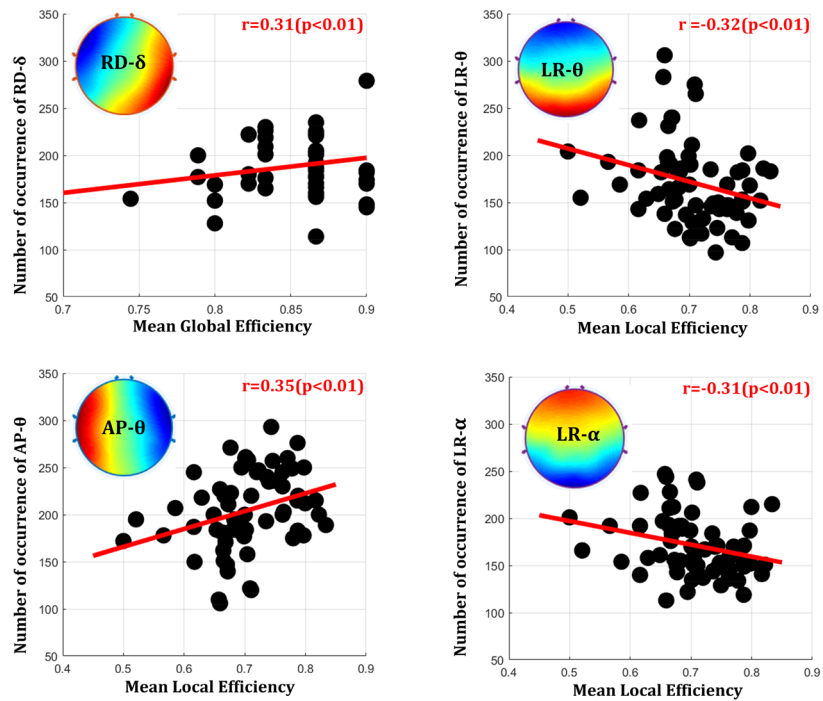 r=0.31(p<0.01)
RD-δ
Number of occurrence of RD-δ
350
300
250
200
150
100
50
0.7 0.75 0.8 0.85 0.9
Mean Global Efficiency
r =-0.32(p<0.01)
LR-θ
Number of occurrence of LR-θ
350
300
250
200
150
100
50
0.4 0.5 0.6 0.7 0.8 0.9
Mean Local Efficiency
r=0.35(p<0.01)
AP-θ
Number of occurrence of AP-θ
350
300
250
200
150
100
50
0.4 0.5 0.6 0.7 0.8 0.9
Mean Local Efficiency
r=-0.31(p<0.01)
LR-α
Number of occurrence of LR-α
350
300
250
200
150
100
50
0.4 0.5 0.6 0.7 0.8 0.9
Mean Local Efficiency